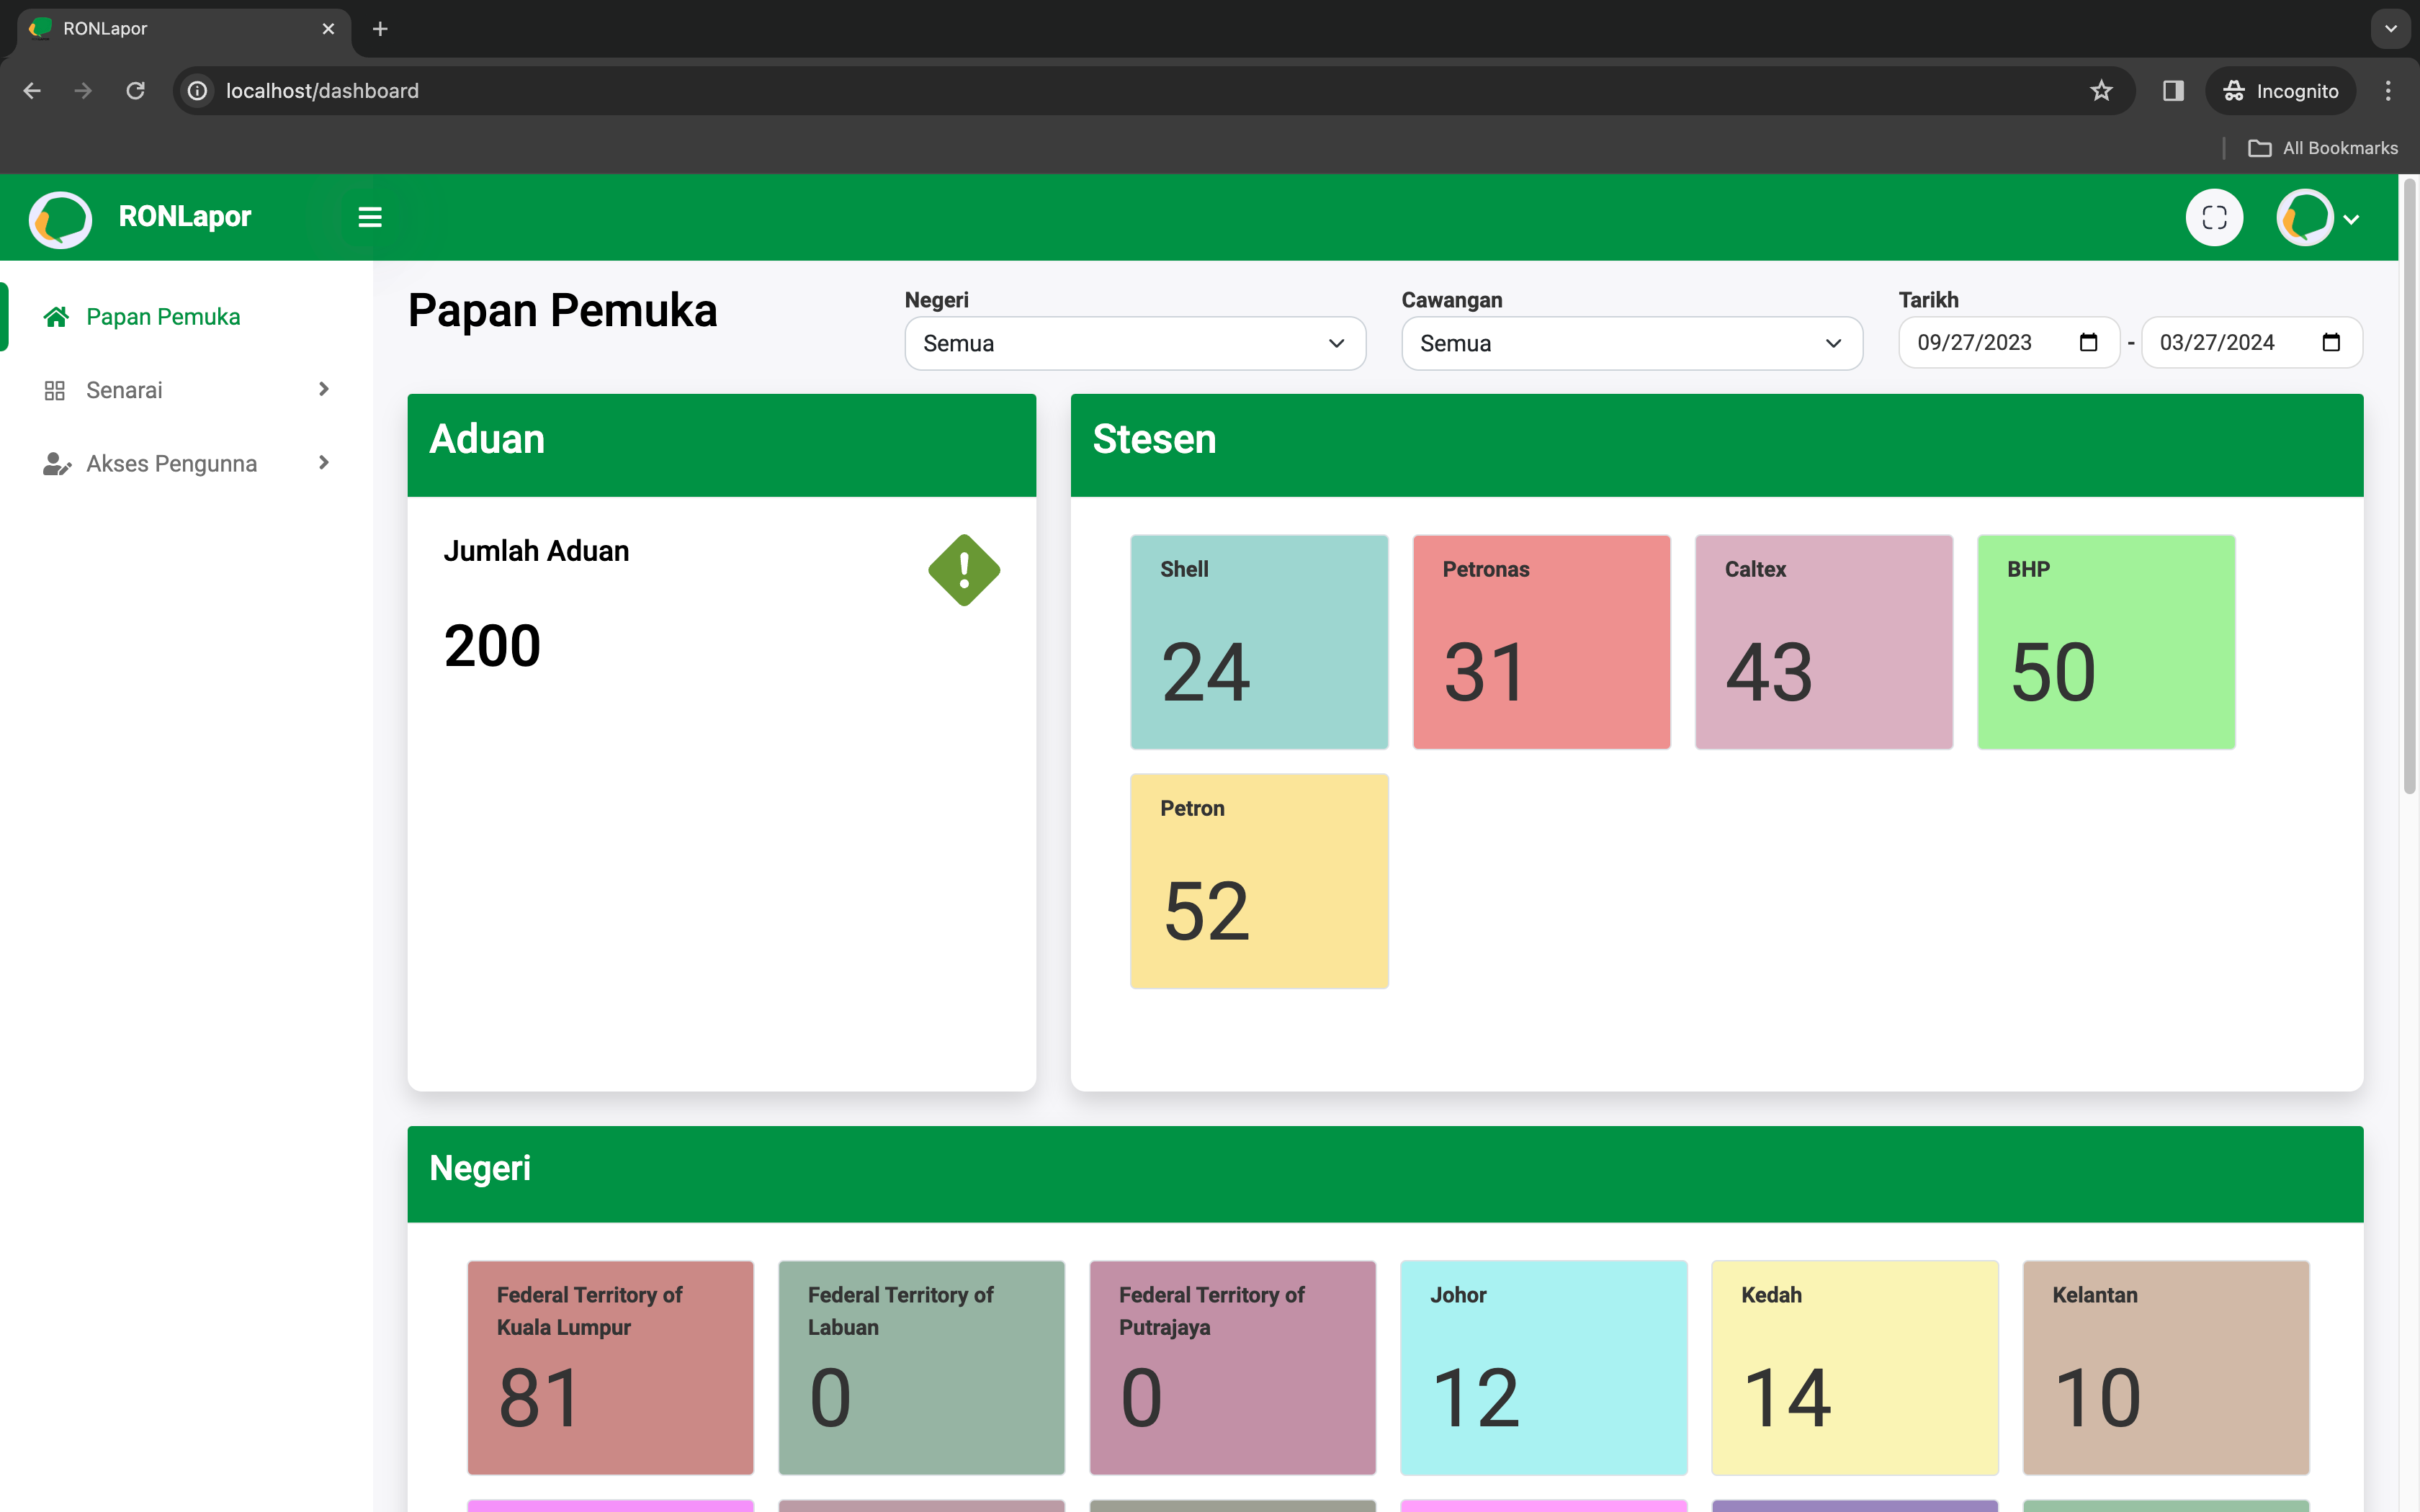 RONLapor
localhost/dashboard
Incognito
All Bookmarks
RONLapor
Papan Pemuka
Senarai
Akses Pengunna
Papan Pemuka
Negeri
Semua
Cawangan
Semua
Tarikh
09/27/2023 - 03/27/2024
Aduan
Jumlah Aduan
200
Stesen
Shell
24
Petronas
31
Caltex
43
BHP
50
Petron
52
Negeri
Federal Territory of
Kuala Lumpur
81
Federal Territory of
Labuan
0
Federal Territory of
Putrajaya
0
Johor
12
Kedah
14
Kelantan
10